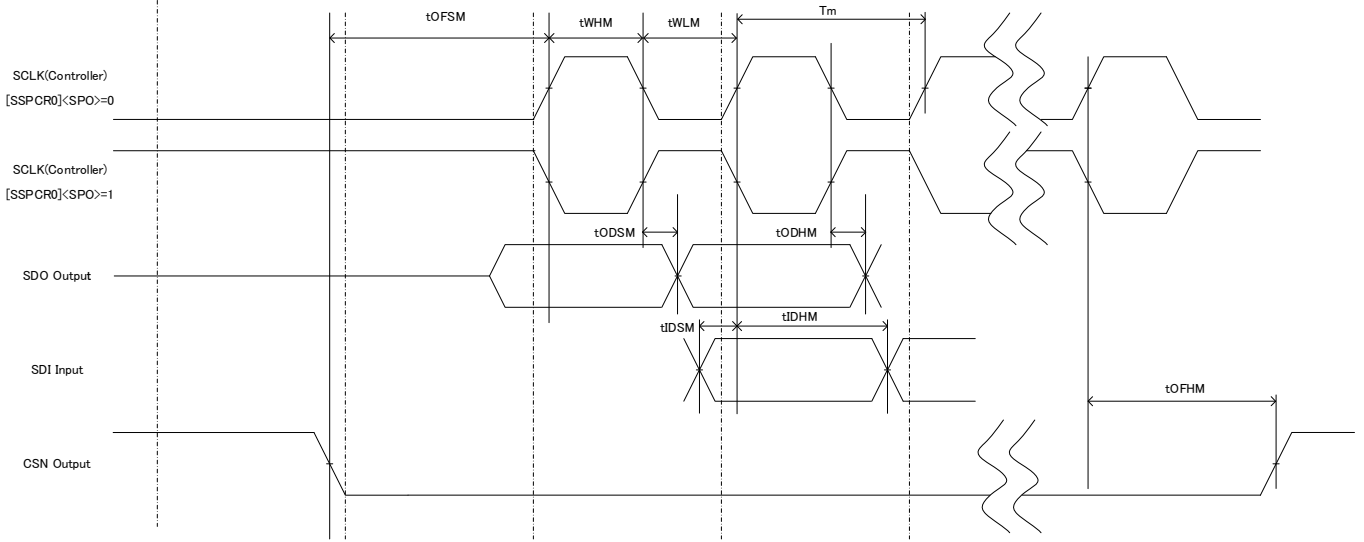 tOFSM
tWHM
tWLM
Tm
SCLK(Controller)
[SSPCR0]<SPO>=0
SCLK(Controller)
[SSPCR0]<SPO>=1
tODSM
tODHM
SDO Output
tIDSM
tIDHM
SDI Input
tOFHM
CSN Output